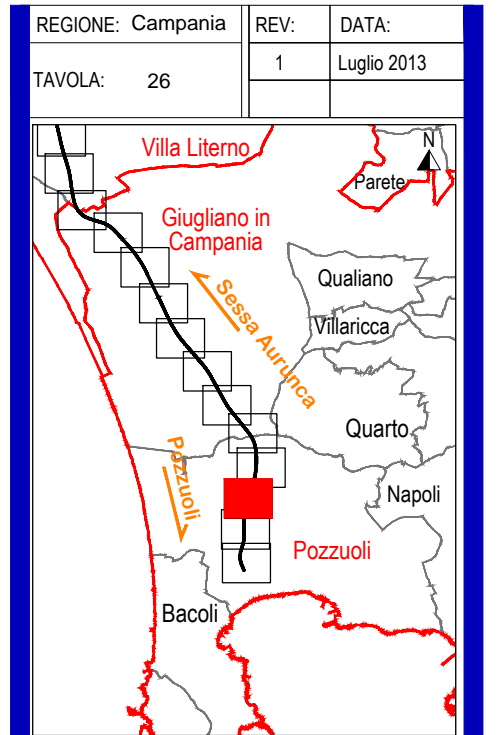 REGIONE: Campania REV: DATA:
TAVOLA: 26 1 Luglio 2013
Villa Literno
N
Parete
Giugliano in
Campania
Qualiano
Sessa Aurunca
Villaricca
Quarto
Pozzuoli
Napoli
Pozzuoli
Bacoli